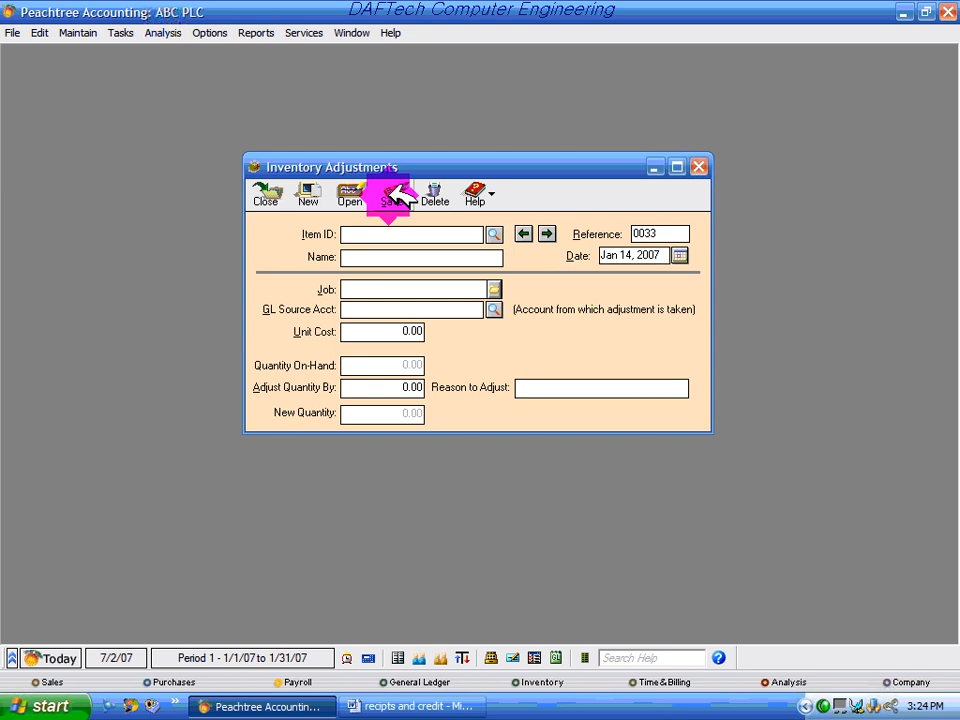 Peachtree Accounting: ABC PLC
DAFTech Computer Engineering
File Edit Maintain Tasks Analysis Options Reports Services Window Help
Inventory Adjustments
Close New Open Save Delete Help
Item ID: Reference: 0033
Name: Date: Jan 14, 2007
Job:
GL Source Acct: (Account from which adjustment is taken)
Unit Cost: 0.00
Quantity On-Hand: 0.00
Adjust Quantity By: 0.00 Reason to Adjust:
New Quantity: 0.00
Today 7/2/07 Period 1 - 1/1/07 to 1/31/07 Search Help
Sales Purchases Payroll General Ledger Inventory Time & Billing Analysis Company
start Peachtree Accountin... recipts and credit - Mi... 3:24 PM